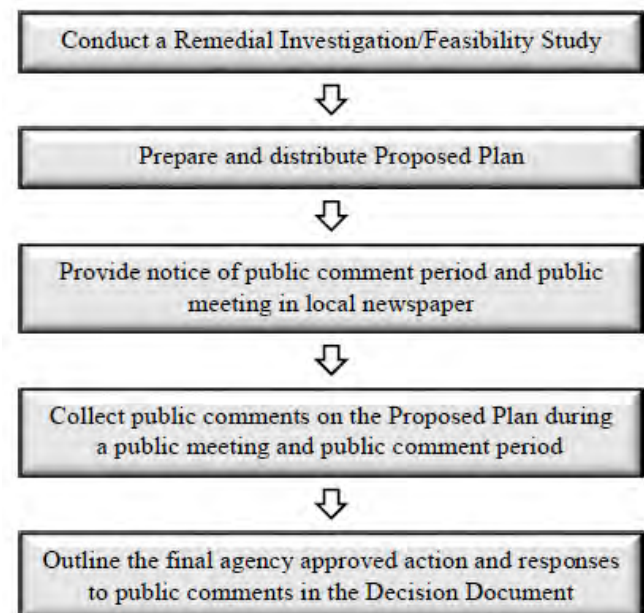 Conduct a Remedial Investigation/Feasibility Study
Prepare and distribute Proposed Plan
Provide notice of public comment period and public
meeting in local newspaper
Collect public comments on the Proposed Plan during
a public meeting and public comment period
Outline the final agency approved action and responses
to public comments in the Decision Document